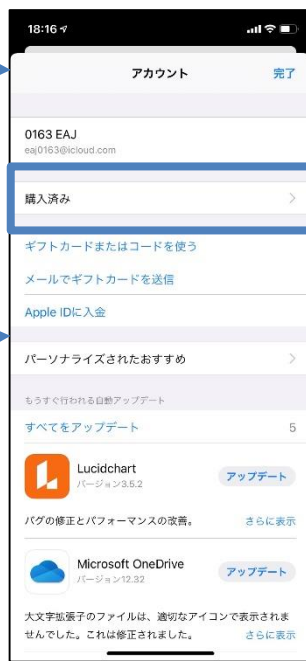 18:16
アカウント
完了
0163 EAJ
eaj0163@icloud.com
購入済み
ギフトカードまたはコードを使う
メールでギフトカードを送信
Apple IDに入金
パーソナライズされたおすすめ
もうすぐ行われる自動アップデート
すべてをアップデート
5
Lucidchart
バージョン3.5.2
アップデート
バグの修正とパフォーマンスの改善。
さらに表示
Microsoft OneDrive
バージョン12.32
アップデート
大文字拡張子のファイルは、適切なアイコンで表示されま
せんでした。これは修正されました。
さらに表示